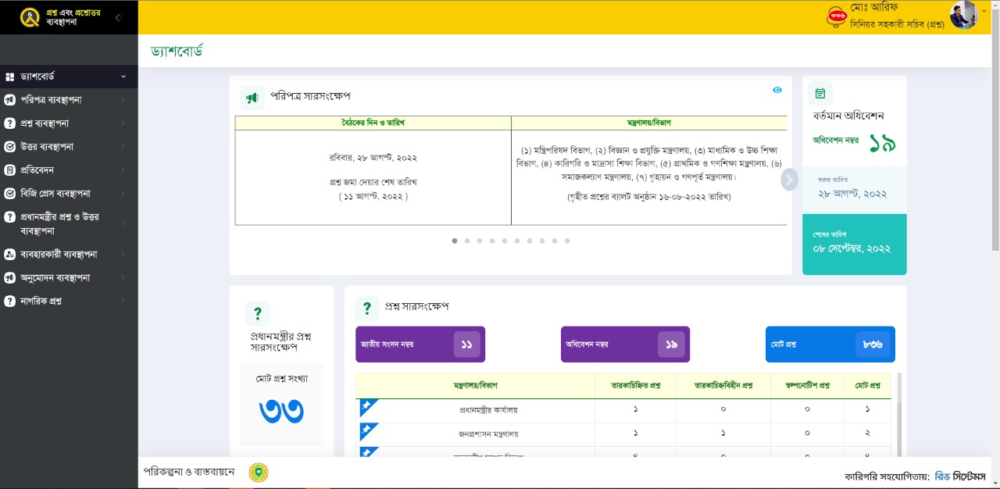 প্রশ্ন এবং প্রশ্নোত্তর
ব্যবস্থাপনা
৩৩৬
মোঃ আরিফ
সিনিয়র সহকারী সচিব (প্রশ্ন)
ড্যাশবোর্ড
ড্যাশবোর্ড
পরিপত্র ব্যবস্থাপনা
প্রশ্ন ব্যবস্থাপনা
উত্তর ব্যবস্থাপনা
প্রতিবেদন
বিজি প্রেস ব্যবস্থাপনা
প্রধানমন্ত্রীর প্রশ্ন ও উত্তর
ব্যবস্থাপনা
ব্যবহারকারী ব্যবস্থাপনা
অনুমোদন ব্যবস্থাপনা
নাগরিক প্রশ্ন
পরিপত্র সারসংক্ষেপ
বৈঠকের দিন ও তারিখ
মন্ত্রণালয়/বিভাগ
রবিবার, ২৮ আগস্ট, ২০২২
প্রশ্ন জমা দেয়ার শেষ তারিখ
( ১১ আগস্ট, ২০২২ )
(১) মন্ত্রিপরিষদ বিভাগ, (২) বিজ্ঞান ও প্রযুক্তি মন্ত্রণালয়, (৩) মাধ্যমিক ও উচ্চ শিক্ষা
বিভাগ, (৪) কারিগরি ও মাদ্রাসা শিক্ষা বিভাগ, (৫) প্রাথমিক ও গণশিক্ষা মন্ত্রণালয়, (৬)
সমাজকল্যাণ মন্ত্রণালয়, (৭) গৃহায়ন ও গণপূর্ত মন্ত্রণালয়।
(গৃহীত প্রশ্নের ব্যালট অনুষ্ঠান ১৬-০৮-২০২২ তারিখ)
বর্তমান অধিবেশন
অধিবেশন নম্বর ১৯
শুরুর তারিখ
২৮ আগস্ট, ২০২২
শেষের তারিখ
০৮ সেপ্টেম্বর, ২০২২
প্রধানমন্ত্রীর প্রশ্ন
সারসংক্ষেপ
মোট প্রশ্ন সংখ্যা
৩৩
প্রশ্ন সারসংক্ষেপ
জাতীয় সংসদ নম্বর ১১
অধিবেশন নম্বর ১৯
মোট প্রশ্ন ৮৩৬
মন্ত্রণালয়/বিভাগ তারকাচিহ্নিত প্রশ্ন তারকাচিহ্নবিহীন প্রশ্ন স্বল্পনোটিশ প্রশ্ন মোট প্রশ্ন
প্রধানমন্ত্রীর কার্যালয় ১ ০ ০ ১
জনপ্রশাসন মন্ত্রণালয় ১ ১ ০ ২
পরিকল্পনা ও বাস্তবায়নে
কারিগরি সহযোগিতায়: রিভ সিস্টেমস